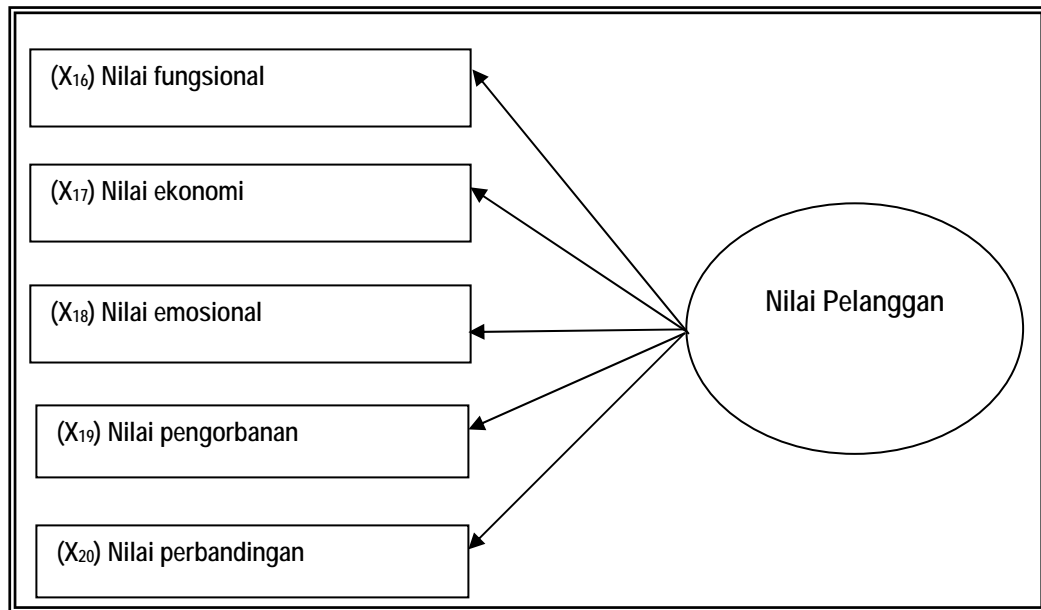 (X₁₆) Nilai fungsional
(X₁₇) Nilai ekonomi
(X₁₈) Nilai emosional
(X₁₉) Nilai pengorbanan
(X₂₀) Nilai perbandingan
Nilai Pelanggan